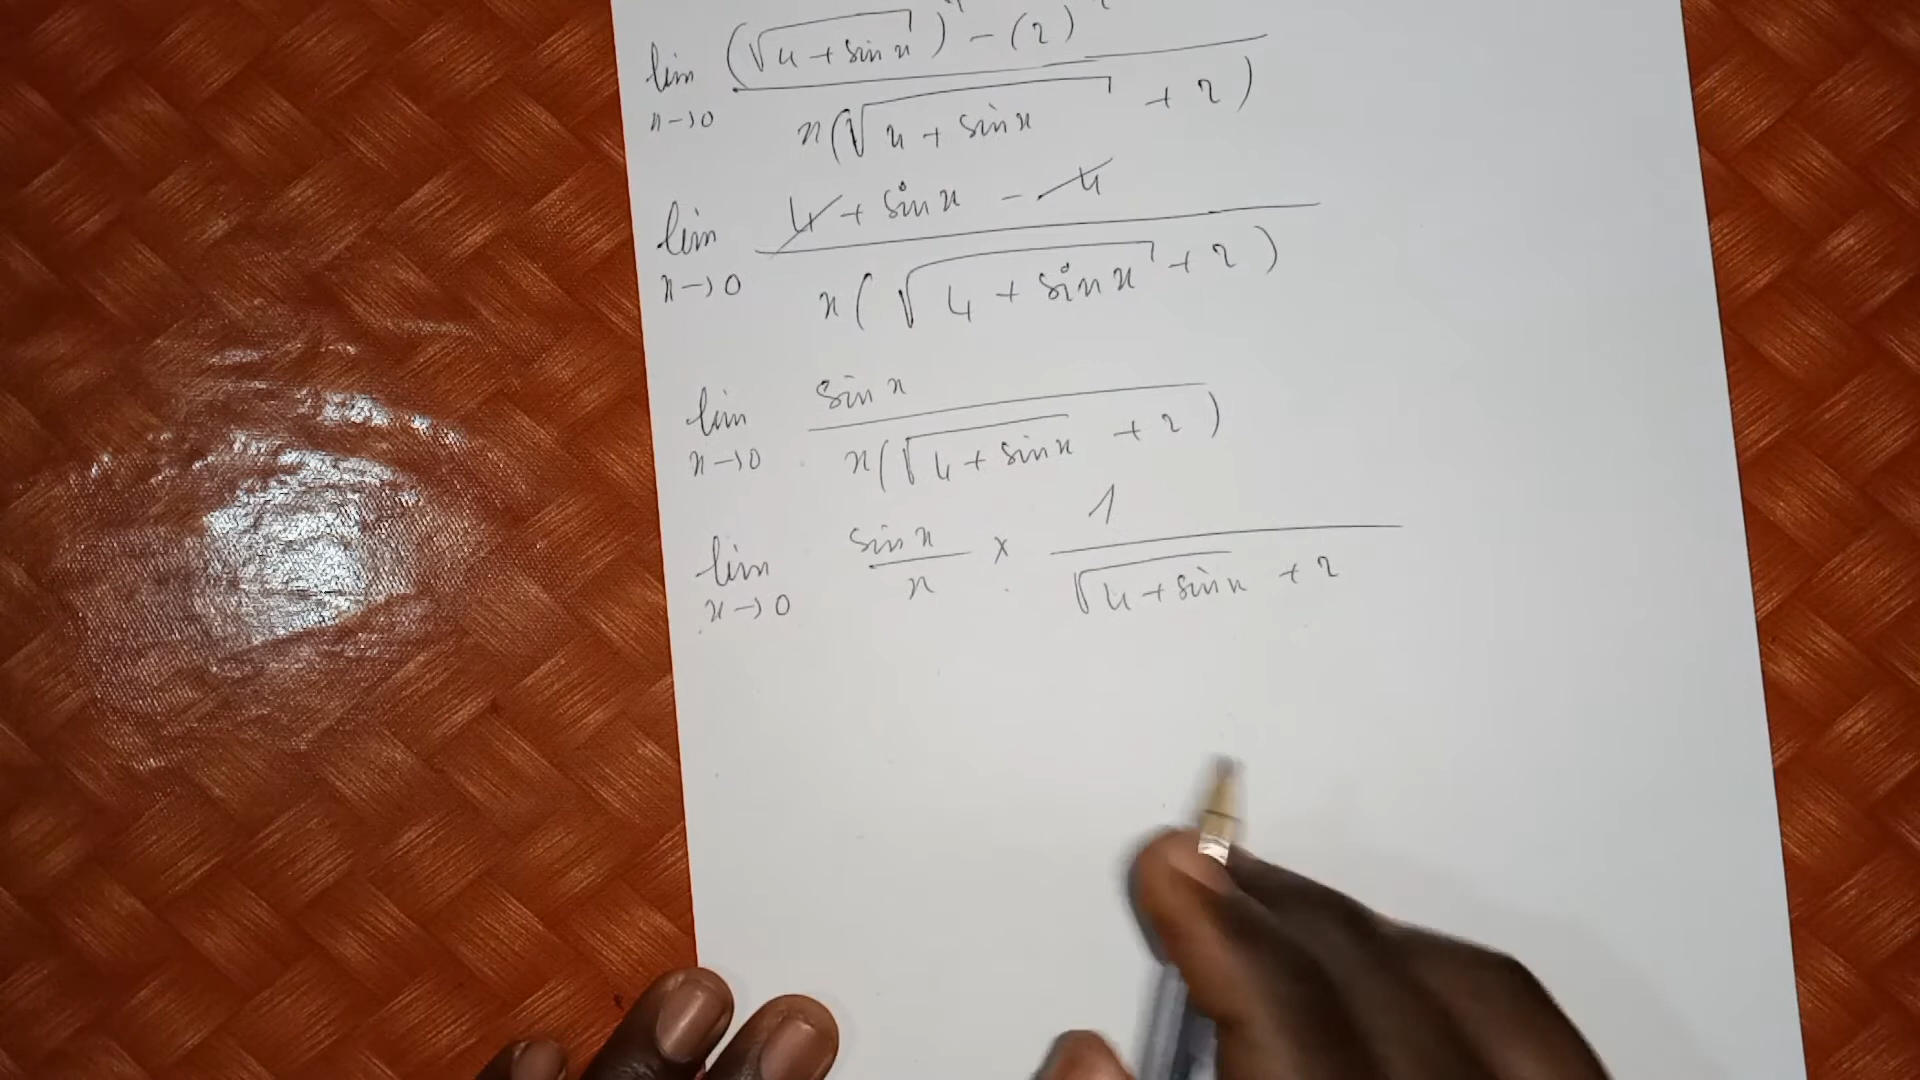 lim x→0 (√(4 + sin x))² - (2)² / x(√(4 + sin x) + 2)
lim x→0 4 + sin x - 4 / x(√(4 + sin x) + 2)
lim x→0 sin x / x(√(4 + sin x) + 2)
lim x→0 sin x / x × 1 / √(4 + sin x) + 2